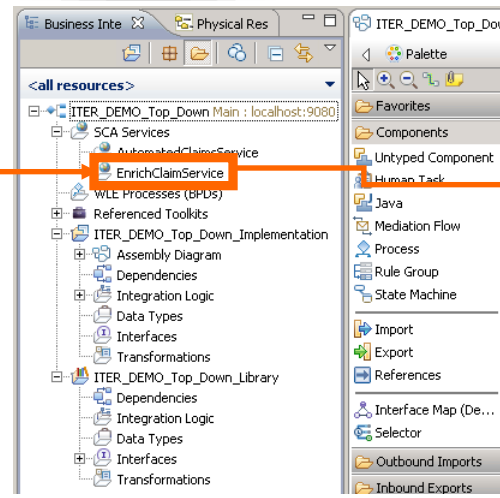 Business Inte
Physical Res
<all resources>
ITER_DEMO_Top_Down Main : localhost:9080
SCA Services
AutomatedClaimsService
EnrichClaimService
WLE Processes (BPDs)
Referenced Toolkits
ITER_DEMO_Top_Down_Implementation
Assembly Diagram
Dependencies
Integration Logic
Data Types
Interfaces
Transformations
ITER_DEMO_Top_Down_Library
Dependencies
Integration Logic
Data Types
Interfaces
Transformations
ITER_DEMO_Top_Dow
Palette
Favorites
Components
Untyped Component
Human Task
Java
Mediation Flow
Process
Rule Group
State Machine
Import
Export
References
Interface Map (De...
Selector
Outbound Imports
Inbound Exports